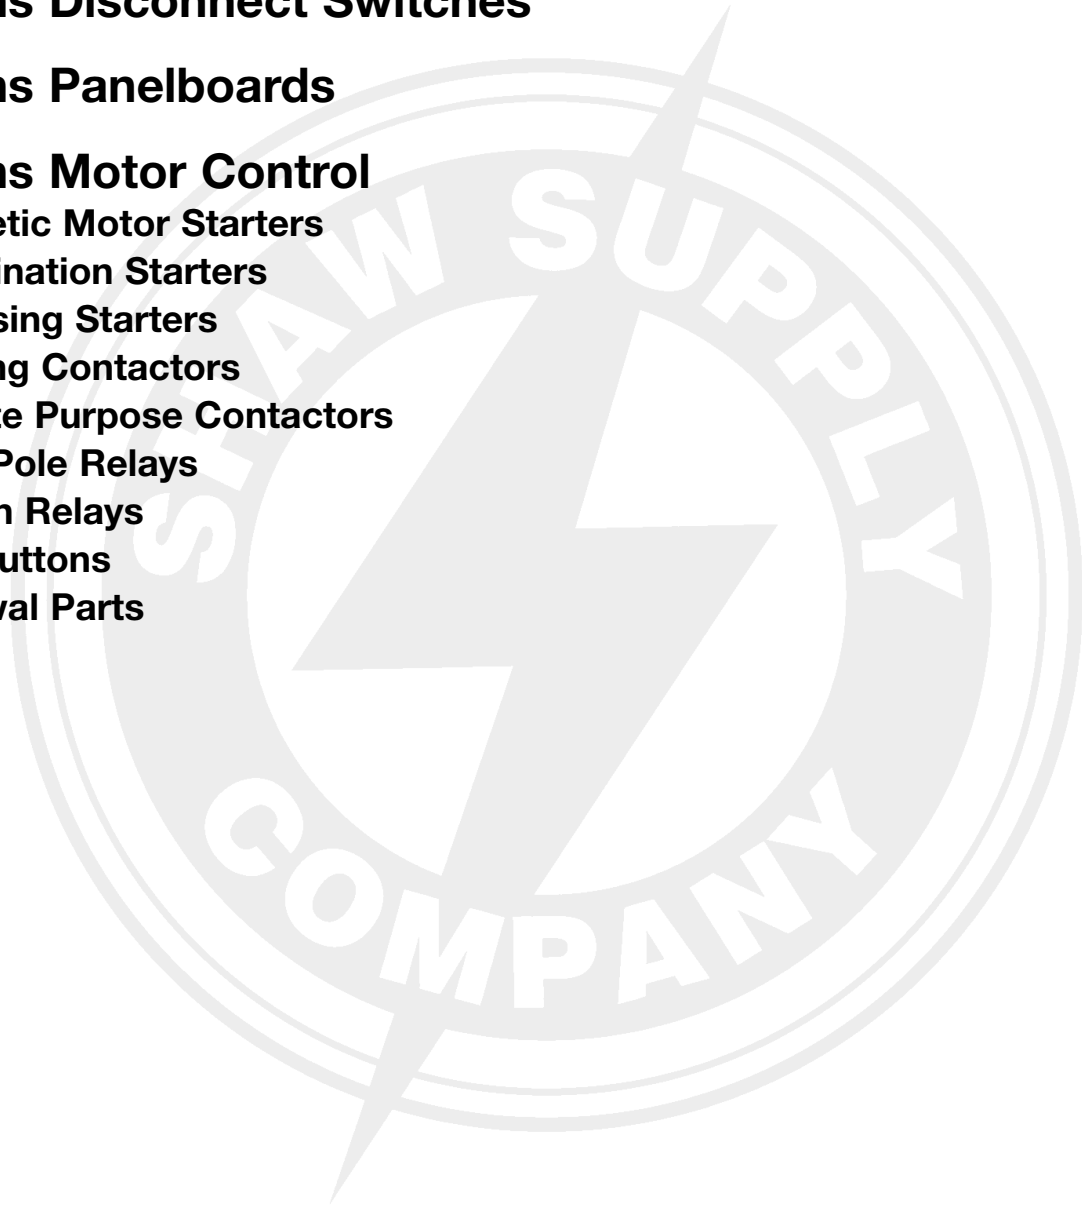 ns Disconnect Switches
ns Panelboards
ns Motor Control
etic Motor Starters
ination Starters
sing Starters
ng Contactors
te Purpose Contactors
Pole Relays
n Relays
uttons
val Parts
SHAW SUPPLY
COMPANY